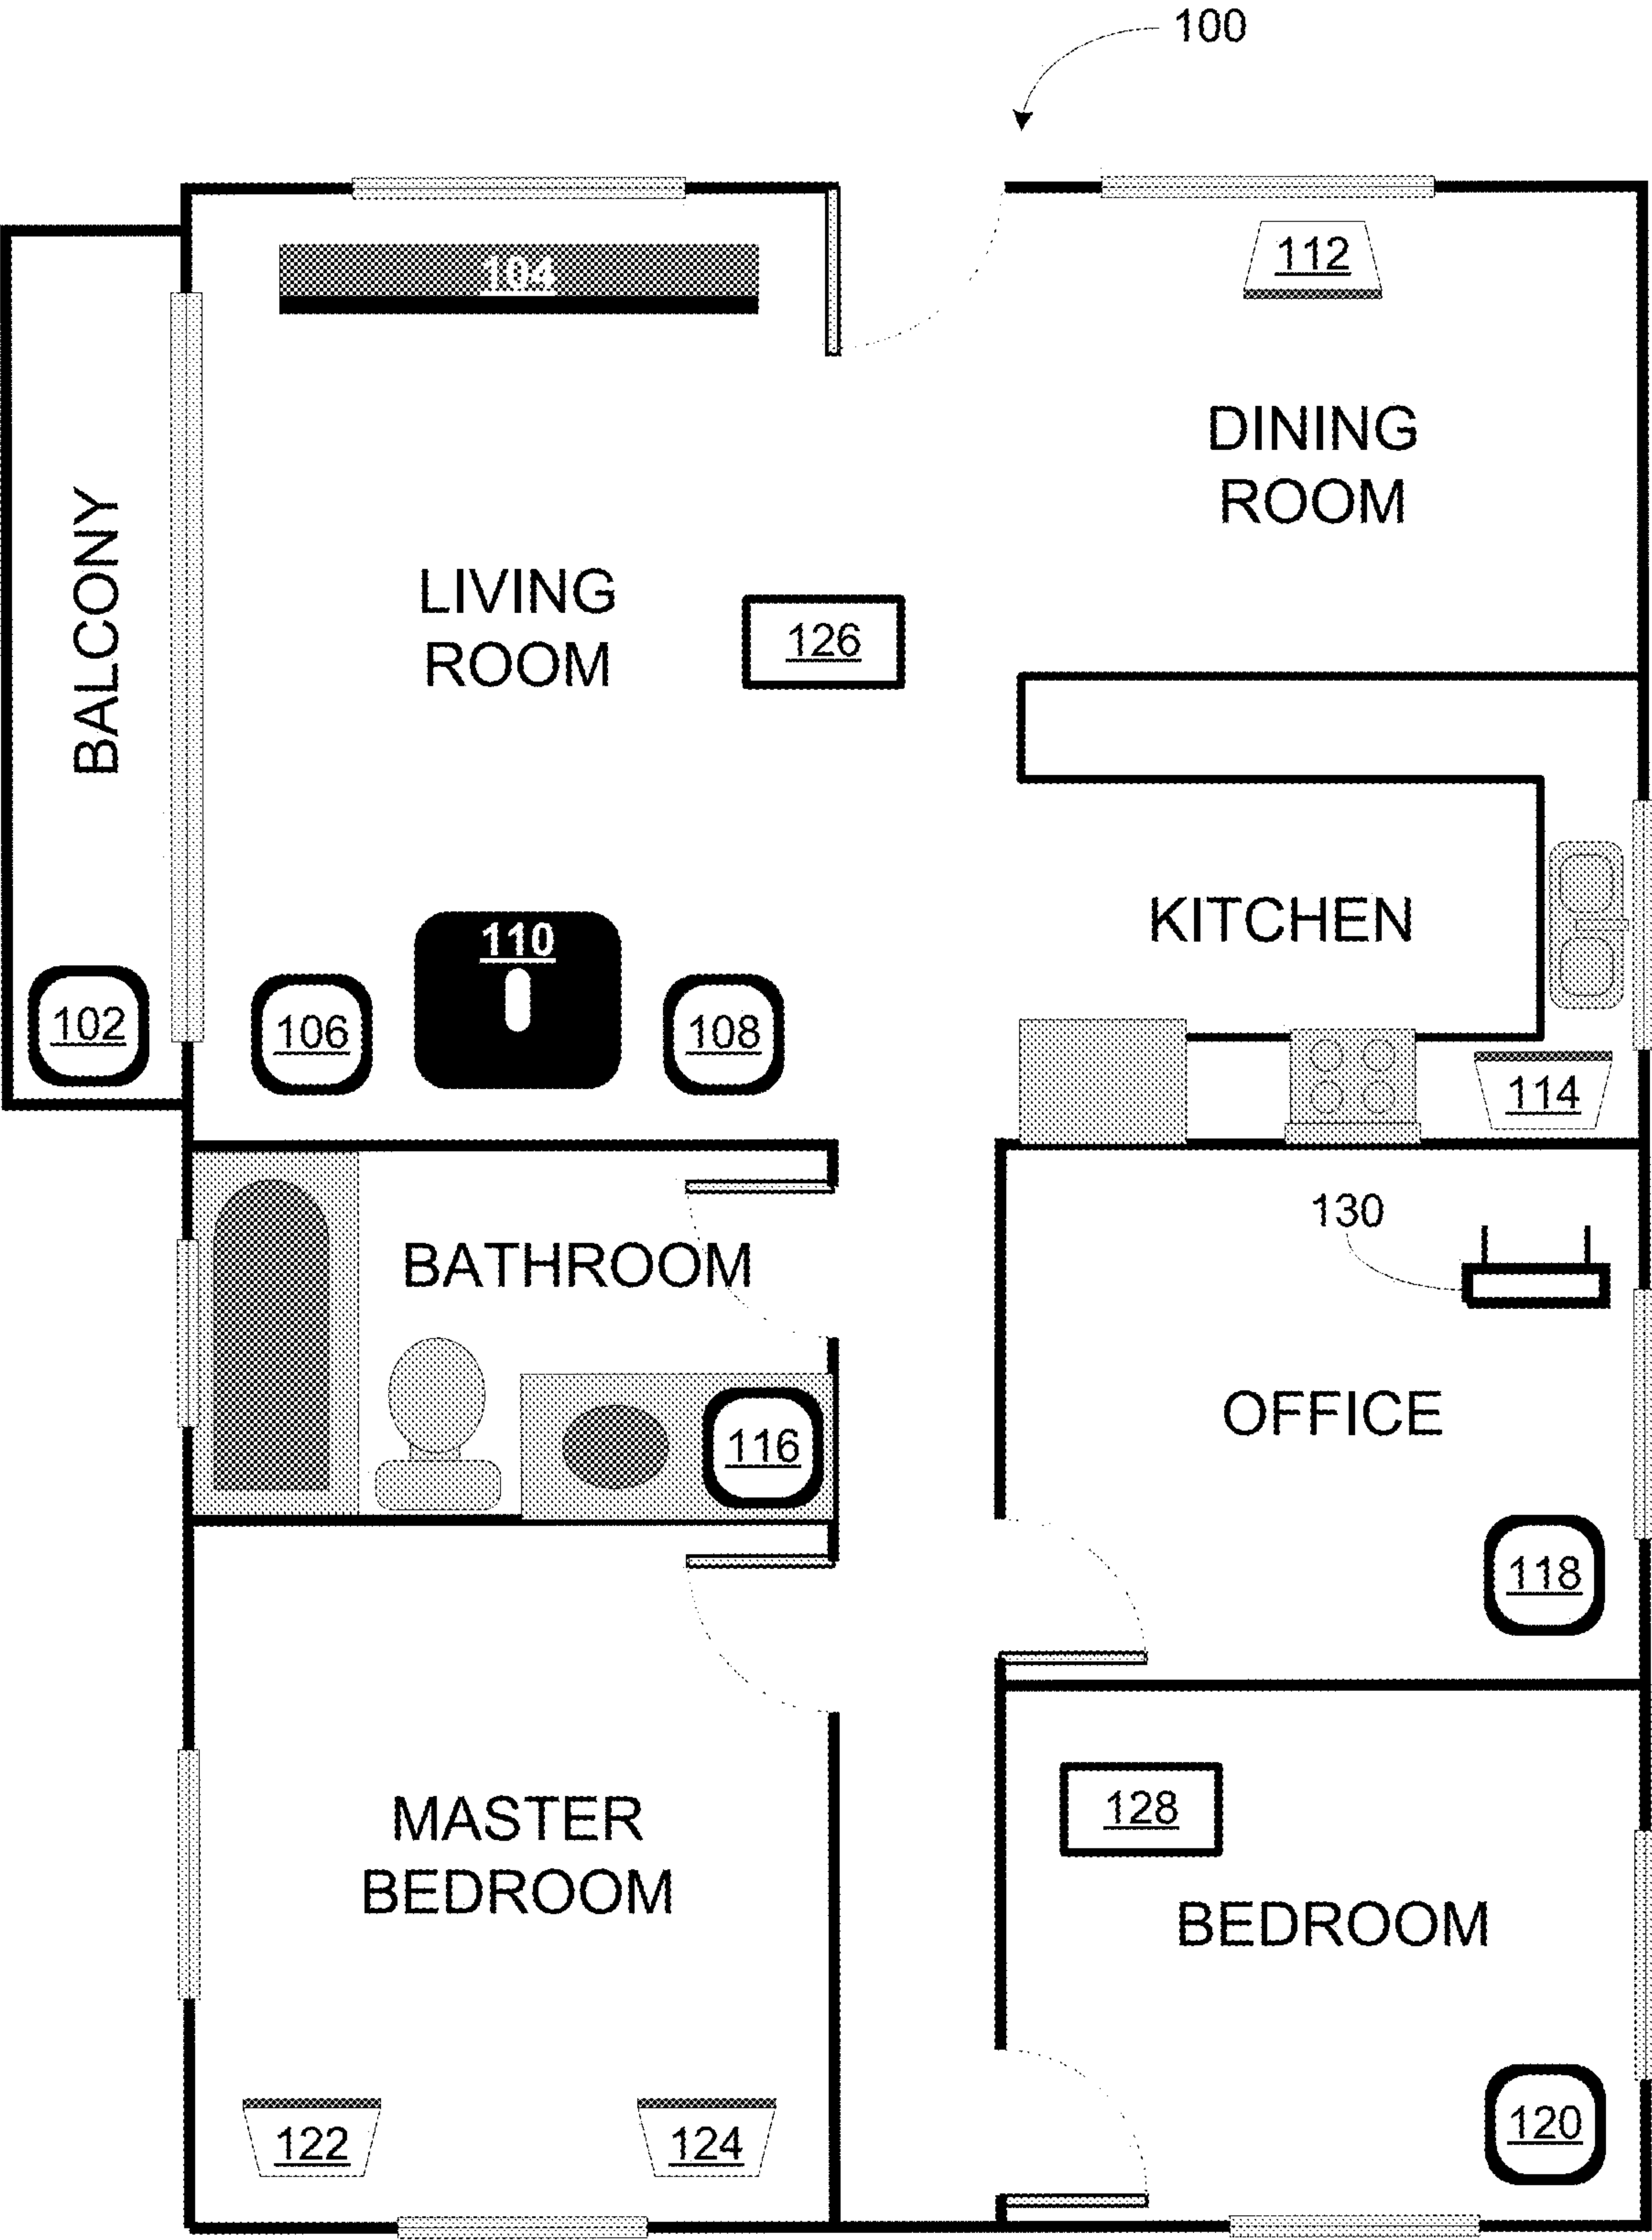 100
104
112
DINING
ROOM
BALCONY
LIVING
ROOM
126
KITCHEN
110
102
106
108
114
130
BATHROOM
OFFICE
116
118
MASTER
BEDROOM
128
BEDROOM
122
124
120